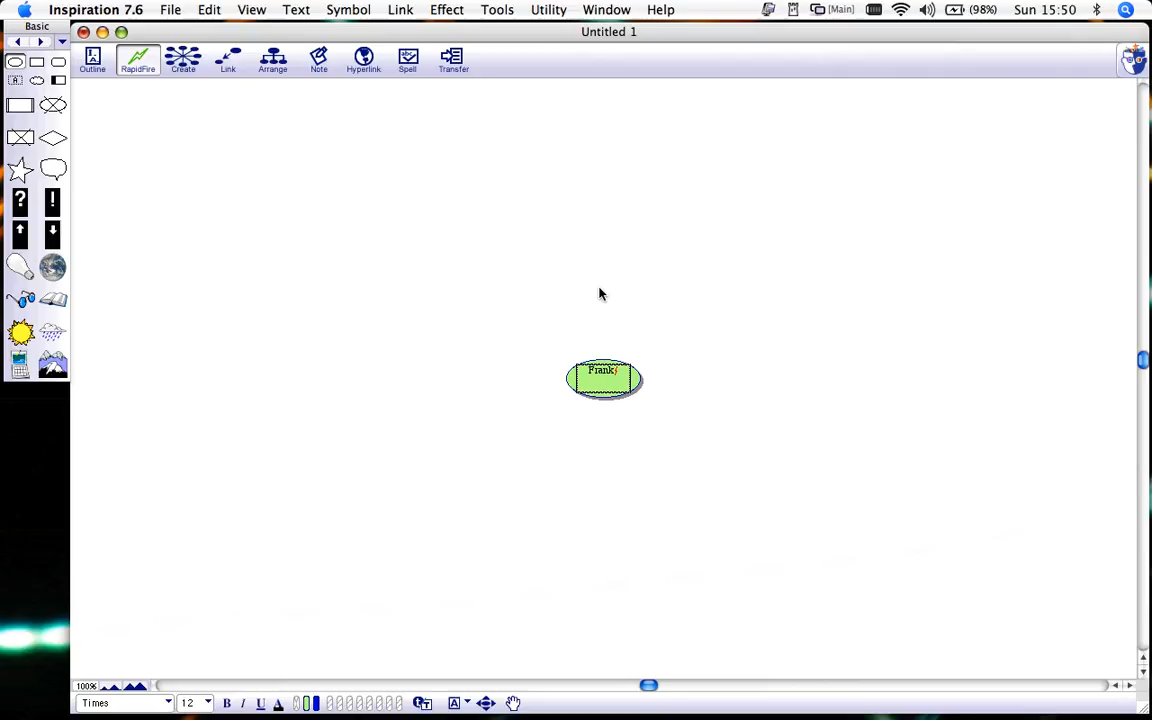 Inspiration 7.6 File Edit View Text Symbol Link Effect Tools Utility Window Help [Main] (98%) Sun 15:50
Basic
Untitled 1
Outline RapidFire Create Link Arrange Note Hyperlink Spell Transfer
? !
Frank
100%
Times 12 B I U A A